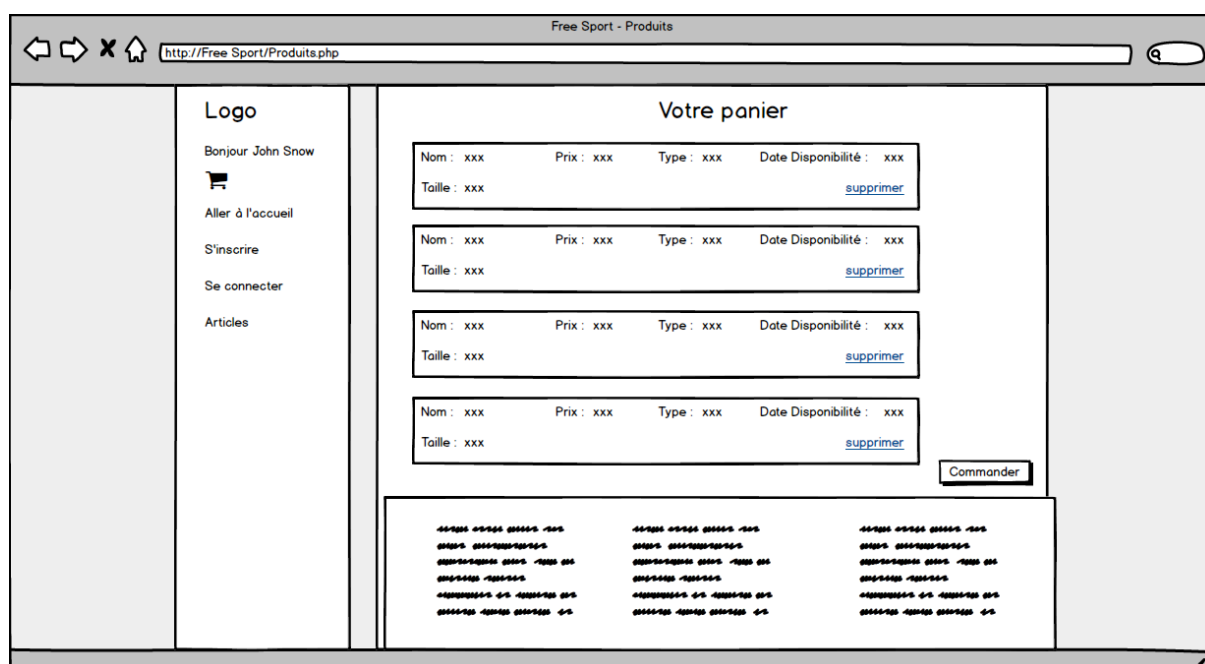 Free Sport - Produits
http://Free Sport/Produits.php
Logo
Bonjour John Snow
Aller à l'accueil
S'inscrire
Se connecter
Articles
Votre panier
Nom : xxx Prix : xxx Type : xxx Date Disponibilité : xxx
Taille : xxx supprimer
Nom : xxx Prix : xxx Type : xxx Date Disponibilité : xxx
Taille : xxx supprimer
Nom : xxx Prix : xxx Type : xxx Date Disponibilité : xxx
Taille : xxx supprimer
Nom : xxx Prix : xxx Type : xxx Date Disponibilité : xxx
Taille : xxx supprimer
Commander